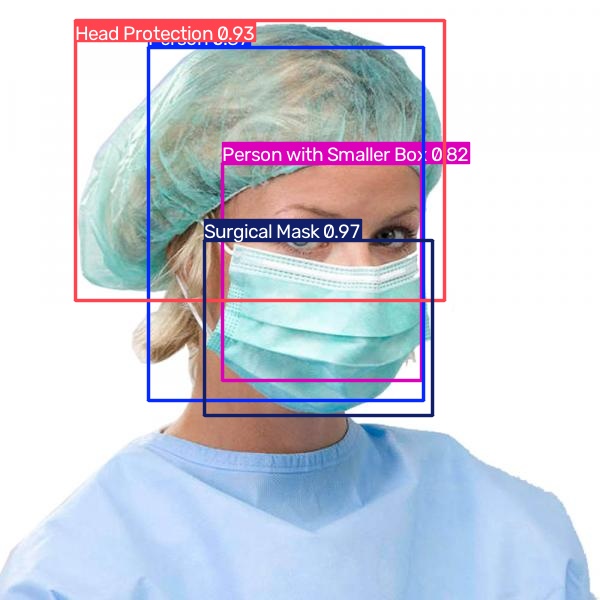 Head Protection 0.93
Person with Smaller Box 0.82
Surgical Mask 0.97